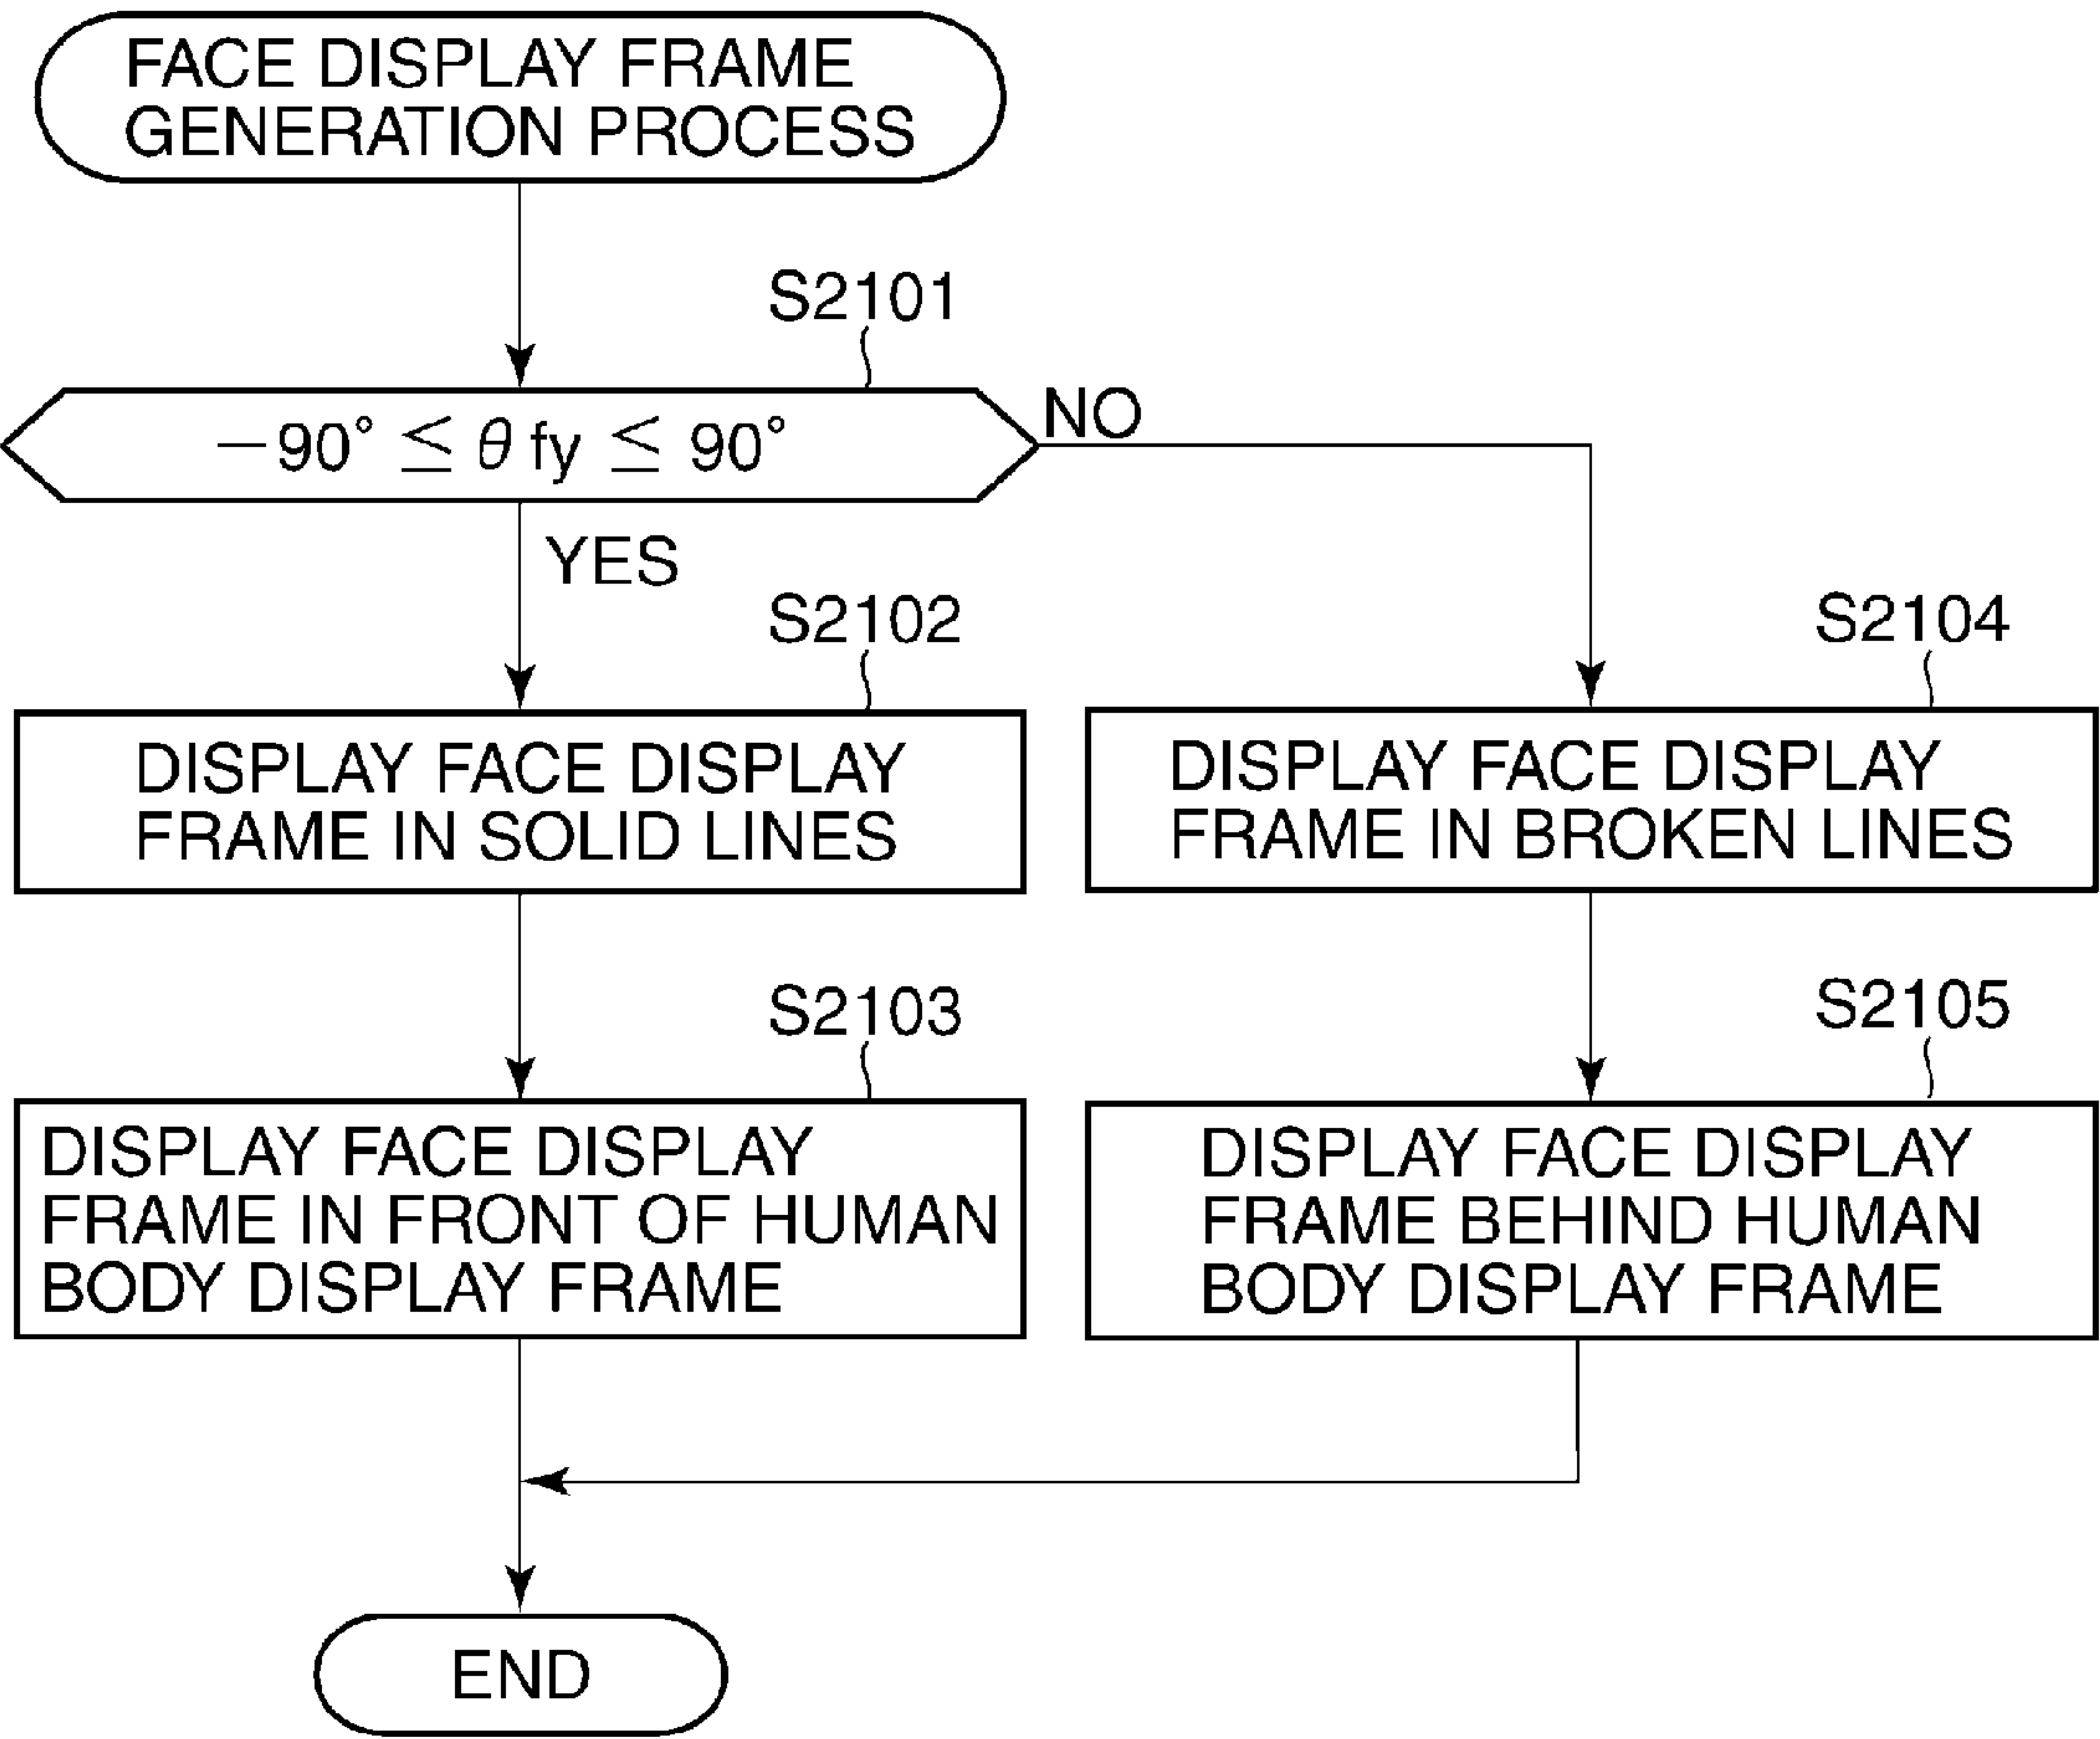 FACE DISPLAY FRAME
GENERATION PROCESS
S2101
−90° ≦ θfy ≦ 90°
NO
YES
S2102
DISPLAY FACE DISPLAY
FRAME IN SOLID LINES
S2104
DISPLAY FACE DISPLAY
FRAME IN BROKEN LINES
S2103
DISPLAY FACE DISPLAY
FRAME IN FRONT OF HUMAN
BODY DISPLAY FRAME
S2105
DISPLAY FACE DISPLAY
FRAME BEHIND HUMAN
BODY DISPLAY FRAME
END